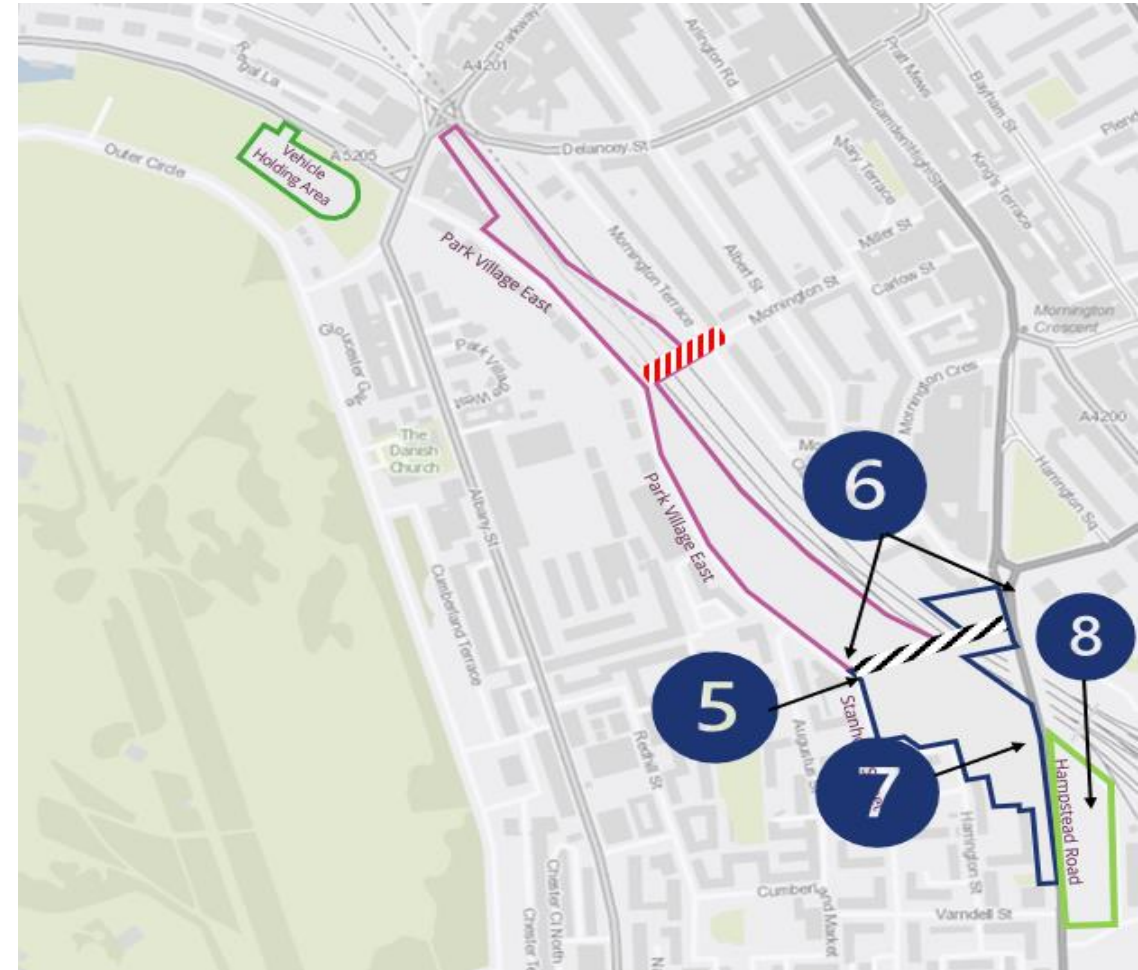 Regal La
Parkway
A4201
Arlington Rd
Pratt Mews
Bayham St
Camden High St
King's Terrace
Outer Circle
Vehicle
Holding Area
A5205
Delancey St
Mary Terrace
Miller St
Carlow St
Park Village East
Mornington Terrace
Albert St
Mornington St
Mornington
Crescent
Gloucester Ga
Park Village
West
Mornington Cres
A4200
The
Danish
Church
Albany St
Harrington Sq
6
Park Village East
Cumberland Terrace
8
5
Redhill St
Augustus St
7
Hampstead Road
Harrington St
Cumberland Market
Varndell St
Chester Cl North